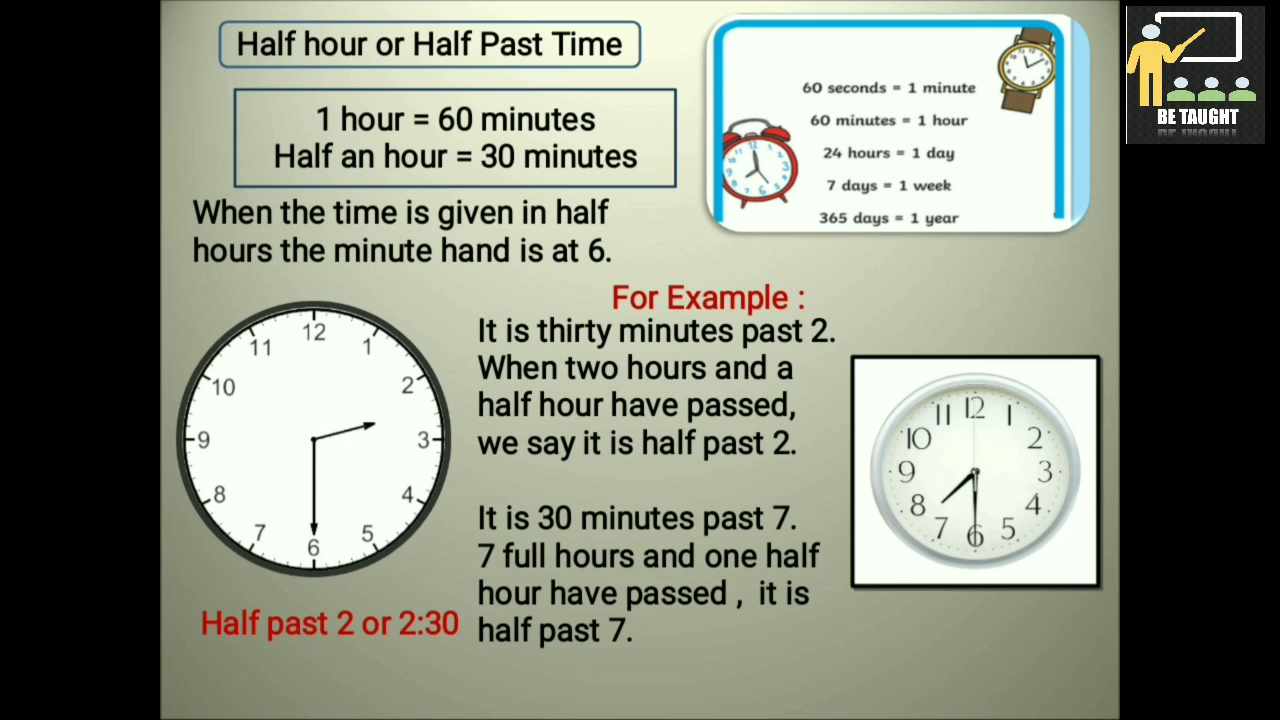 Half hour or Half Past Time
1 hour = 60 minutes
Half an hour = 30 minutes
When the time is given in half
hours the minute hand is at 6.
60 seconds = 1 minute
60 minutes = 1 hour
24 hours = 1 day
7 days = 1 week
365 days = 1 year
BE TAUGHT
For Example :
It is thirty minutes past 2.
When two hours and a
half hour have passed,
we say it is half past 2.
It is 30 minutes past 7.
7 full hours and one half
hour have passed , it is
half past 7.
12
1
2
3
4
5
6
7
8
9
10
11
Half past 2 or 2:30
12
1
2
3
4
5
6
7
8
9
10
11